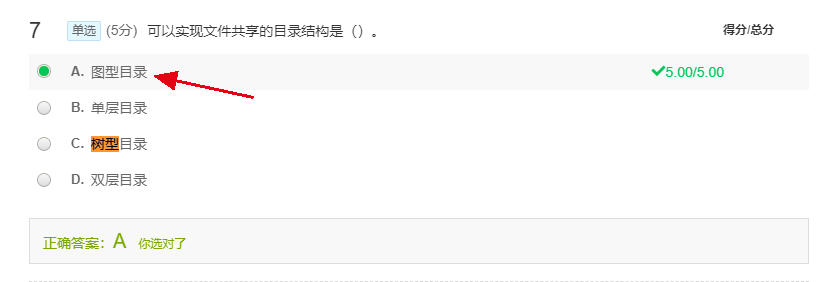 7 单选 (5分) 可以实现文件共享的目录结构是（）。 得分/总分
A. 图型目录 5.00/5.00
B. 单层目录
C. 树型目录
D. 双层目录
正确答案：A 你选对了